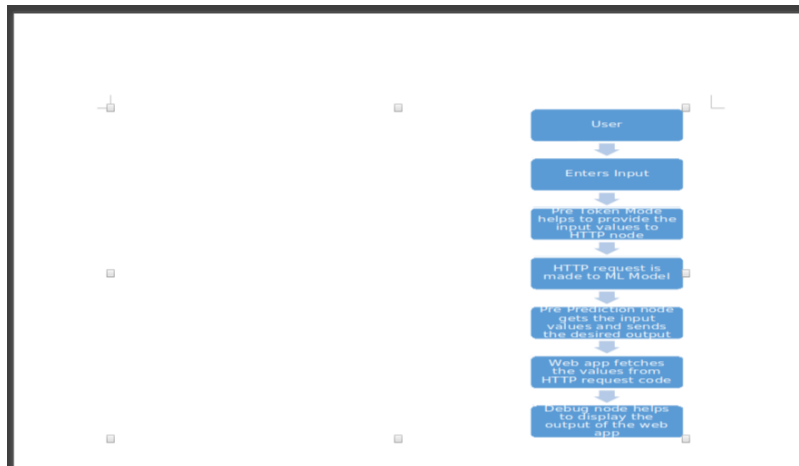 User
Enters Input
Pre Token Mode
helps to provide the
input values to
HTTP node
HTTP request is
made to ML Model
Pre Prediction node
gets the input
values and sends
the desired output
Web app fetches
the values from
HTTP request code
Debug node helps
to display the
output of the web
app